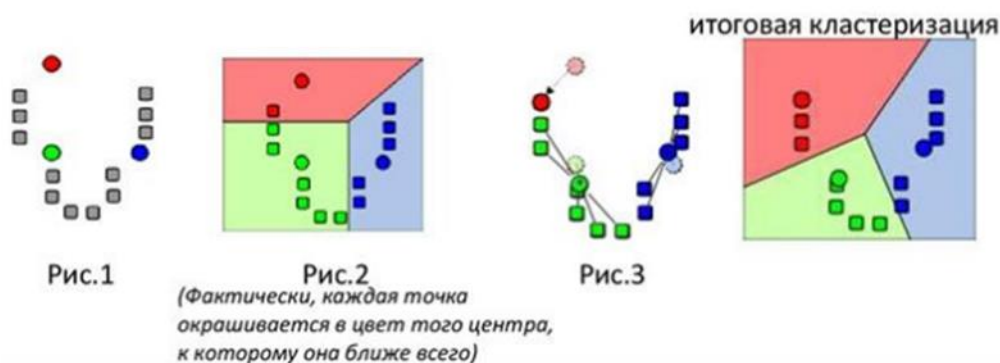 итоговая кластеризация
Рис.1
Рис.2
Рис.3
(Фактически, каждая точка
окрашивается в цвет того центра,
к которому она ближе всего)